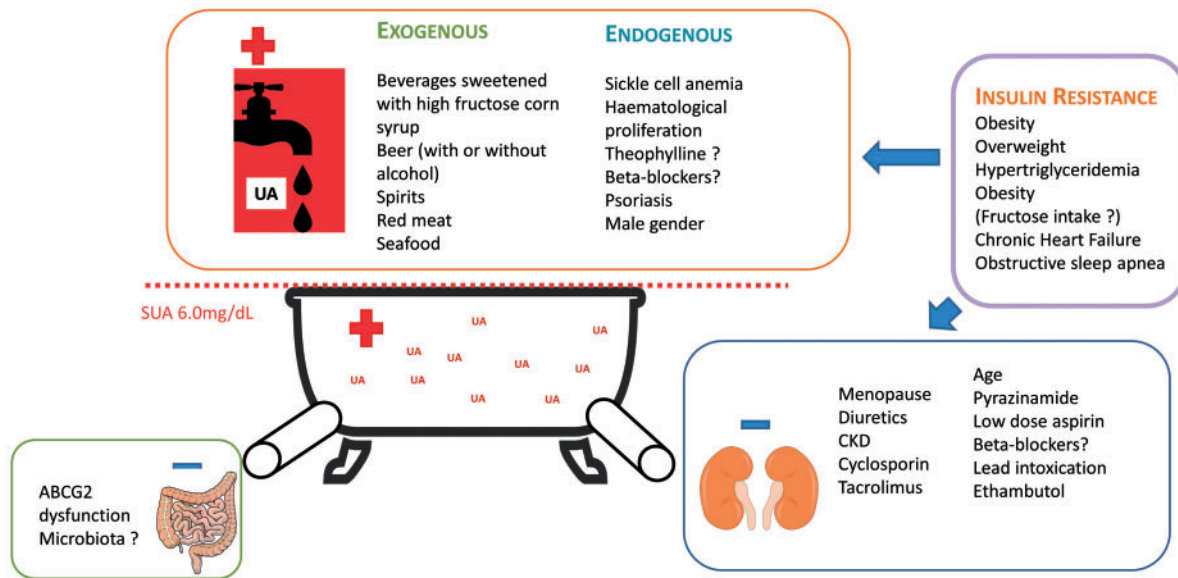 EXOGENOUS
Beverages sweetened
with high fructose corn
syrup
Beer (with or without
alcohol)
Spirits
Red meat
Seafood
ENDOGENOUS
Sickle cell anemia
Haematological
proliferation
Theophylline ?
Beta-blockers?
Psoriasis
Male gender
UA
INSULIN RESISTANCE
Obesity
Overweight
Hypertriglyceridemia
Obesity
(Fructose intake ?)
Chronic Heart Failure
Obstructive sleep apnea
SUA 6.0mg/dL
UA
UA
UA
UA
UA
UA
UA
UA
UA
UA
ABCG2
dysfunction
Microbiota ?
Menopause
Diuretics
CKD
Cyclosporin
Tacrolimus
Age
Pyrazinamide
Low dose aspirin
Beta-blockers?
Lead intoxication
Ethambutol